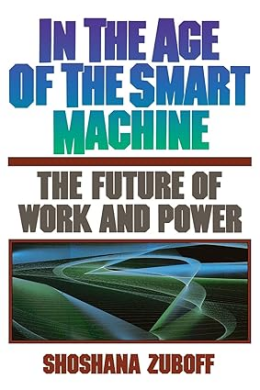 IN THE AGE
OF THE SMART
MACHINE
THE FUTURE OF
WORK AND POWER
SHOSHANA ZUBOFF